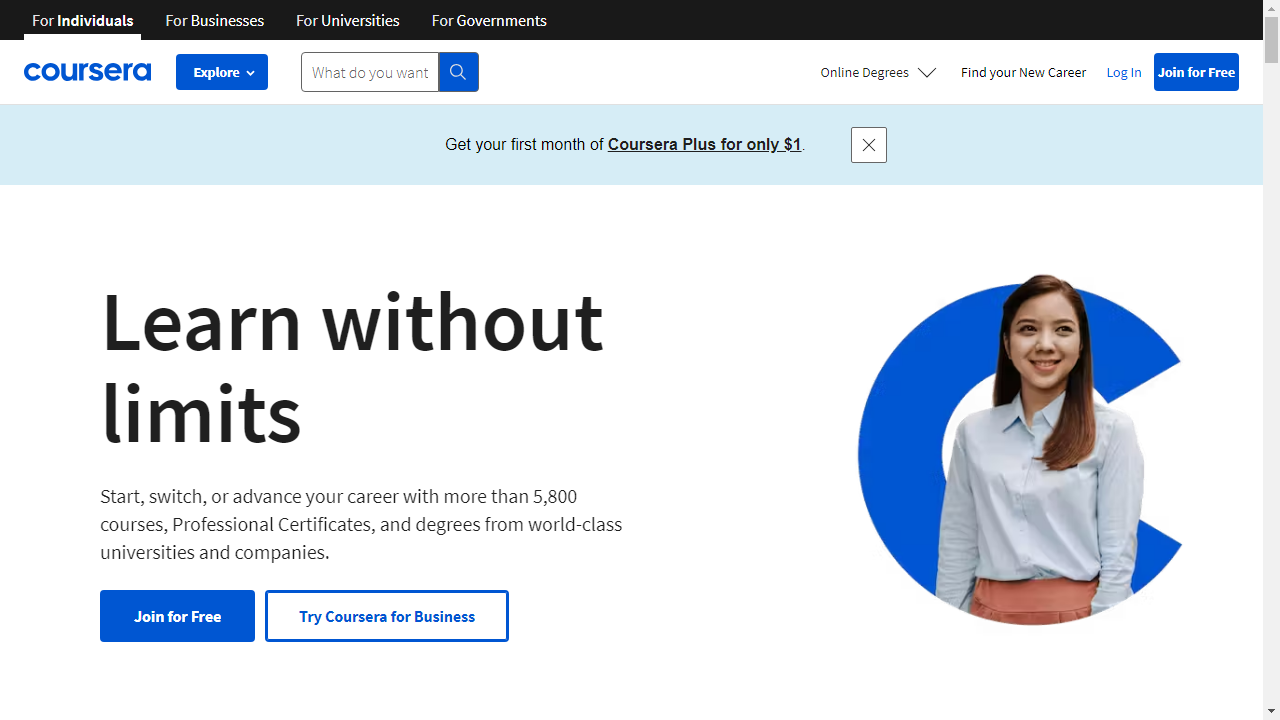 For Individuals For Businesses For Universities For Governments
coursera Explore What do you want Online Degrees Find your New Career Log In Join for Free
Get your first month of Coursera Plus for only $1.
Learn without
limits
Start, switch, or advance your career with more than 5,800
courses, Professional Certificates, and degrees from world-class
universities and companies.
Join for Free Try Coursera for Business